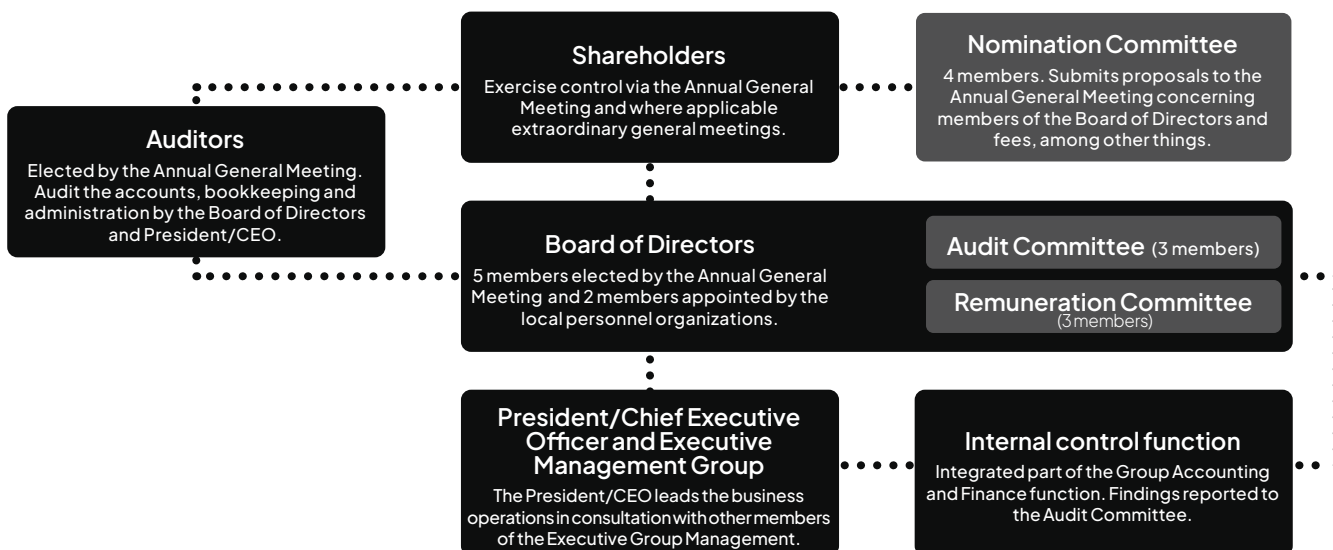 Shareholders
Exercise control via the Annual General
Meeting and where applicable
extraordinary general meetings.
Nomination Committee
4 members. Submits proposals to the
Annual General Meeting concerning
members of the Board of Directors and
fees, among other things.
Auditors
Elected by the Annual General Meeting.
Audit the accounts, bookkeeping and
administration by the Board of Directors
and President/CEO.
Board of Directors
5 members elected by the Annual General
Meeting and 2 members appointed by the
local personnel organizations.
Audit Committee (3 members)
Remuneration Committee
(3 members)
President/Chief Executive
Officer and Executive
Management Group
The President/CEO leads the business
operations in consultation with other members
of the Executive Group Management.
Internal control function
Integrated part of the Group Accounting
and Finance function. Findings reported to
the Audit Committee.